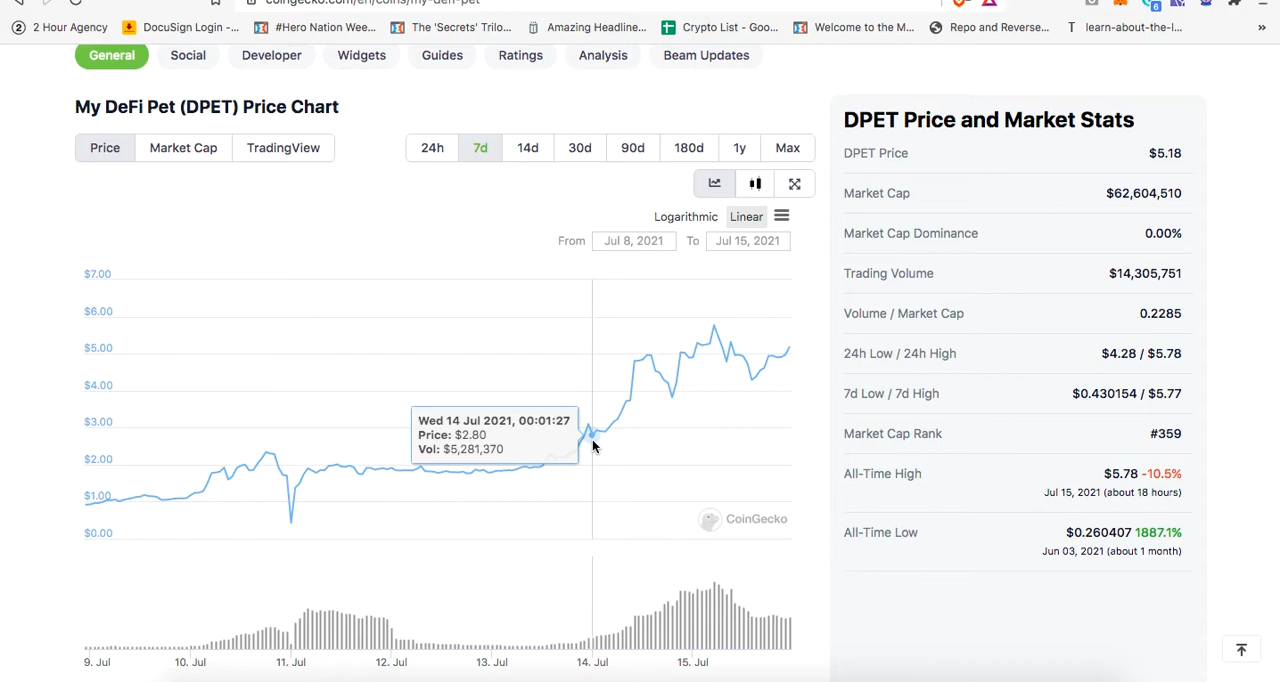 coingecko.com/en/coins/my-defi-pet
6
2 2 Hour Agency DocuSign Login -... #Hero Nation Wee... The 'Secrets' Trilo... Amazing Headline... Crypto List - Goo... Welcome to the M... Repo and Reverse... T learn-about-the-l... »
General Social Developer Widgets Guides Ratings Analysis Beam Updates
My DeFi Pet (DPET) Price Chart
Price Market Cap TradingView 24h 7d 14d 30d 90d 180d 1y Max
Logarithmic Linear
From Jul 8, 2021 To Jul 15, 2021
$7.00
$6.00
$5.00
$4.00
$3.00
$2.00
$1.00
$0.00
Wed 14 Jul 2021, 00:01:27
Price: $2.80
Vol: $5,281,370
CoinGecko
9. Jul 10. Jul 11. Jul 12. Jul 13. Jul 14. Jul 15. Jul
DPET Price and Market Stats
DPET Price $5.18
Market Cap $62,604,510
Market Cap Dominance 0.00%
Trading Volume $14,305,751
Volume / Market Cap 0.2285
24h Low / 24h High $4.28 / $5.78
7d Low / 7d High $0.430154 / $5.77
Market Cap Rank #359
All-Time High $5.78 -10.5%
Jul 15, 2021 (about 18 hours)
All-Time Low $0.260407 1887.1%
Jun 03, 2021 (about 1 month)